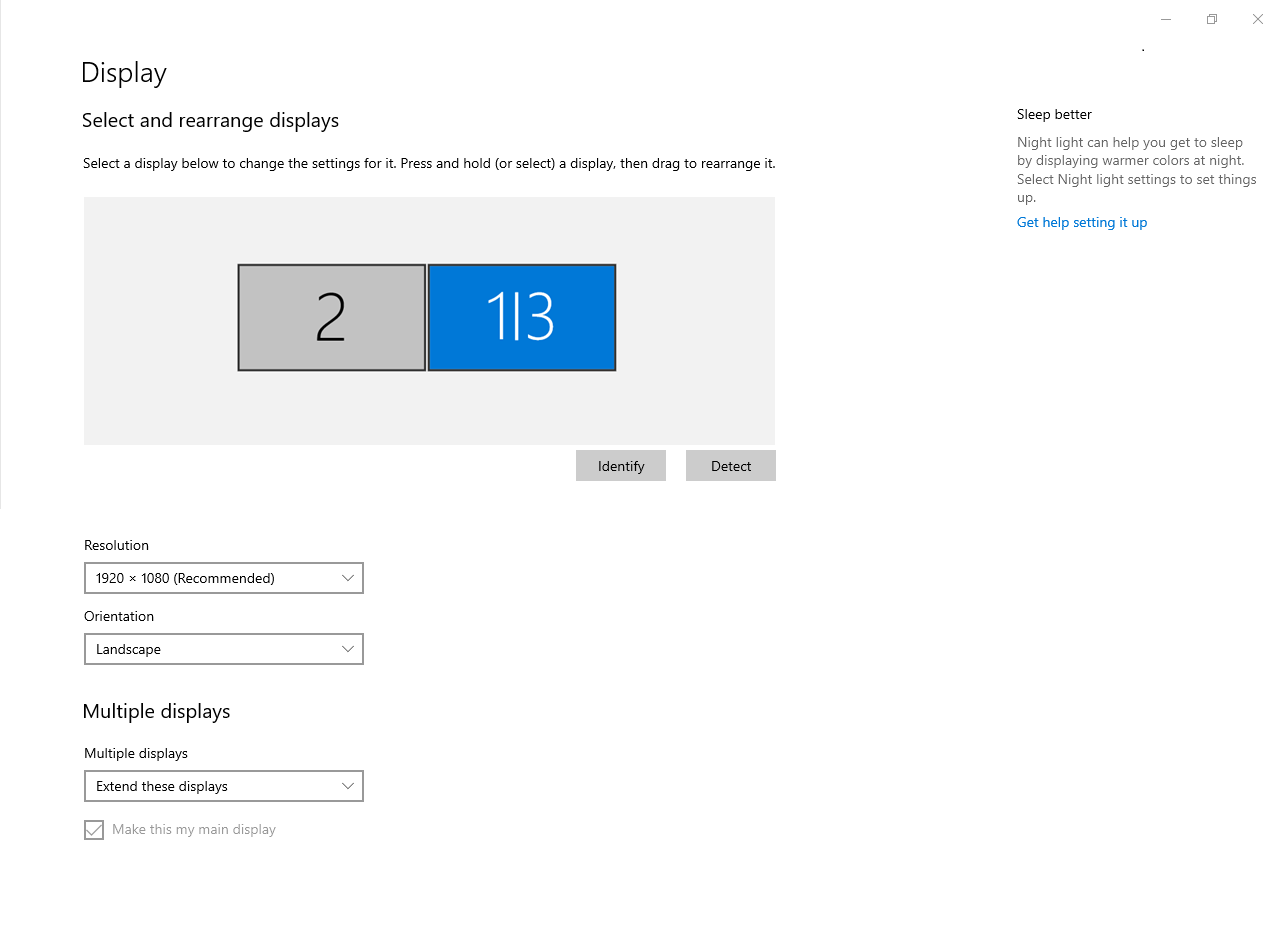 Display
Select and rearrange displays
Select a display below to change the settings for it. Press and hold (or select) a display, then drag to rearrange it.
2
1|3
Identify
Detect
Resolution
1920 × 1080 (Recommended)
Orientation
Landscape
Multiple displays
Multiple displays
Extend these displays
Make this my main display
Sleep better
Night light can help you get to sleep
by displaying warmer colors at night.
Select Night light settings to set things
up.
Get help setting it up